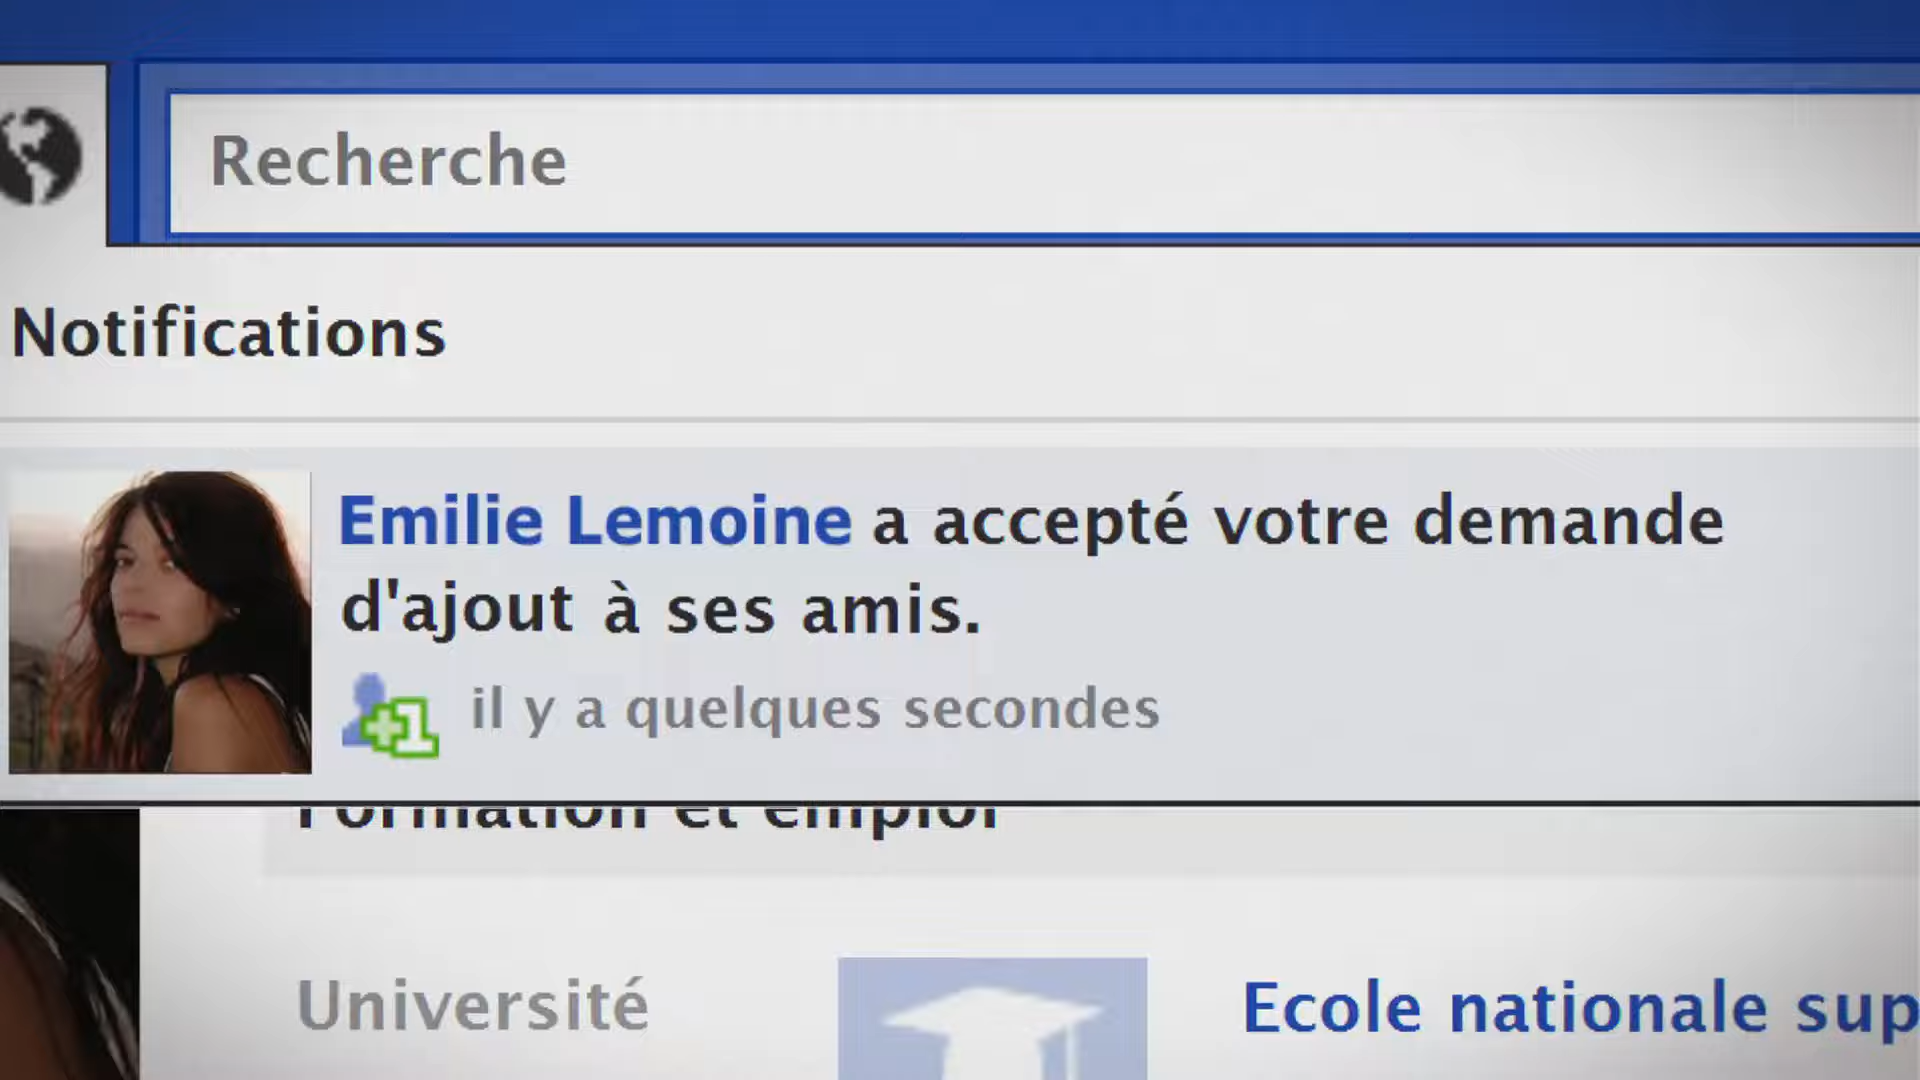 Recherche
Notifications
Emilie Lemoine a accepté votre demande
d'ajout à ses amis.
+1 il y a quelques secondes
Formation et emploi
Université
Ecole nationale sup